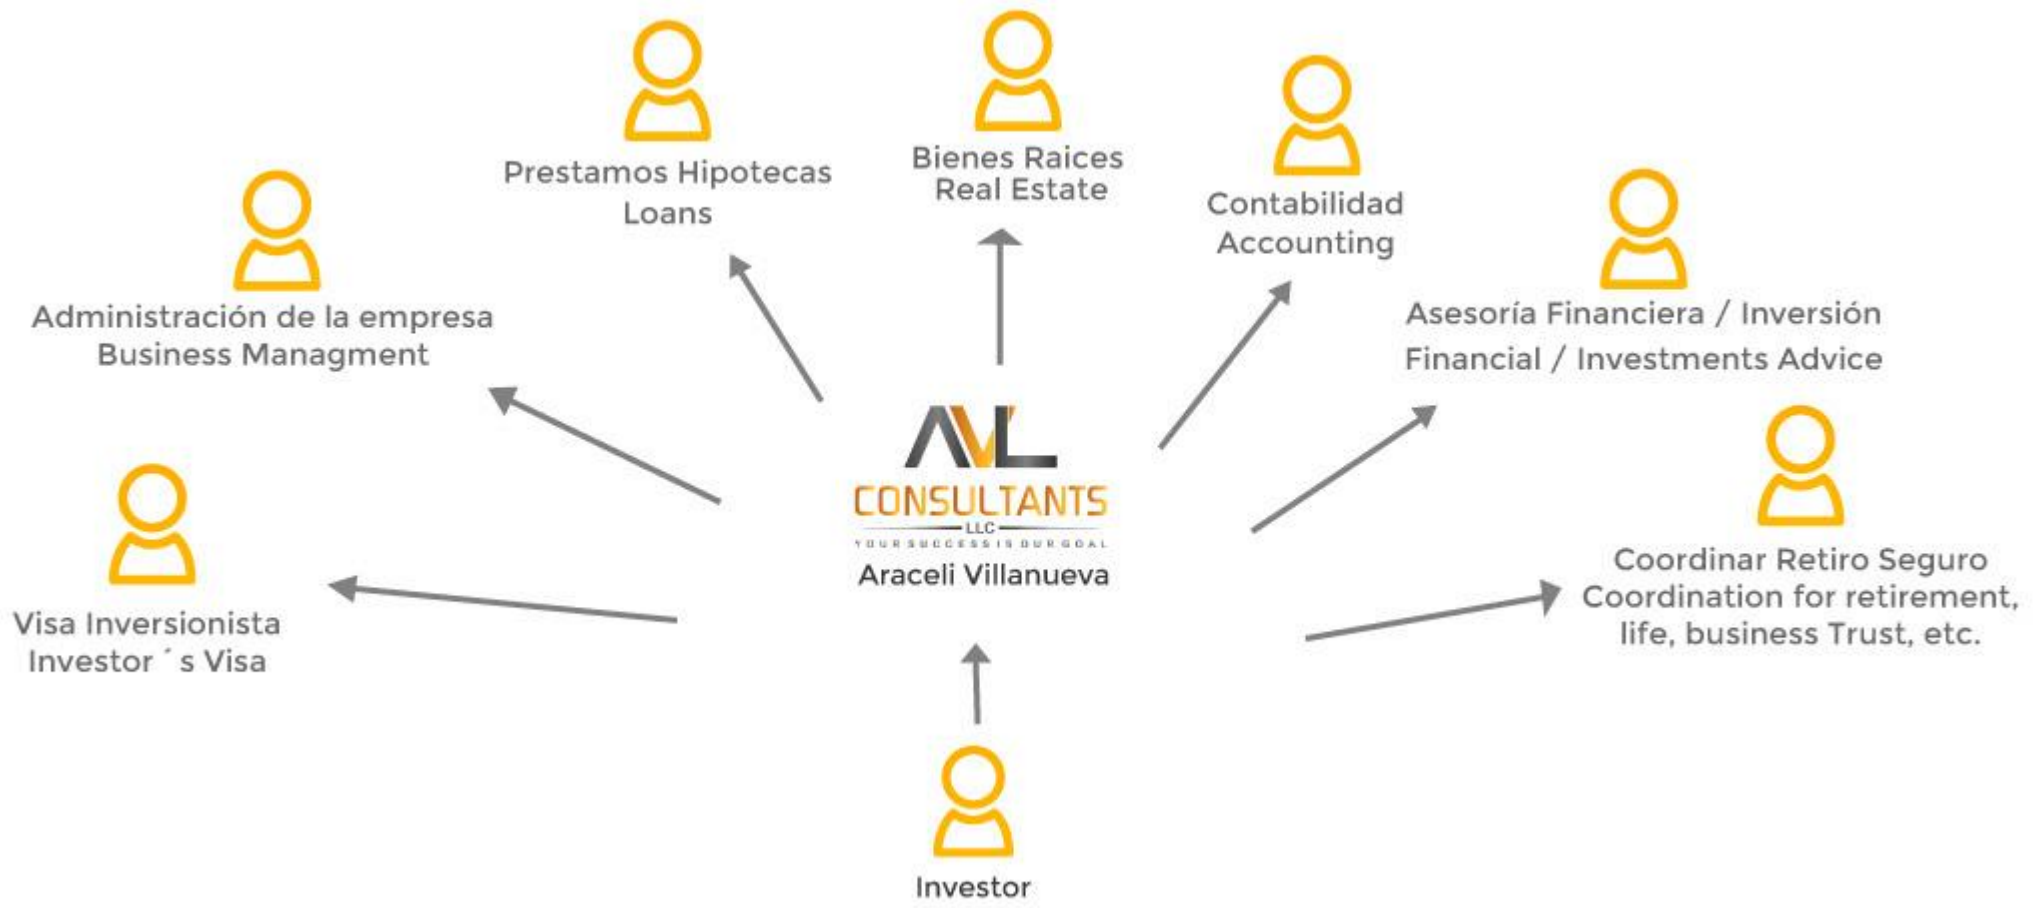 Bienes Raices
Real Estate
Prestamos Hipotecas
Loans
Contabilidad
Accounting
Administración de la empresa
Business Managment
Asesoría Financiera / Inversión
Financial / Investments Advice
AVL
CONSULTANTS
LLC
YOUR SUCCESS IS OUR GOAL
Araceli Villanueva
Coordinar Retiro Seguro
Coordination for retirement,
life, business Trust, etc.
Visa Inversionista
Investor ´ s Visa
Investor